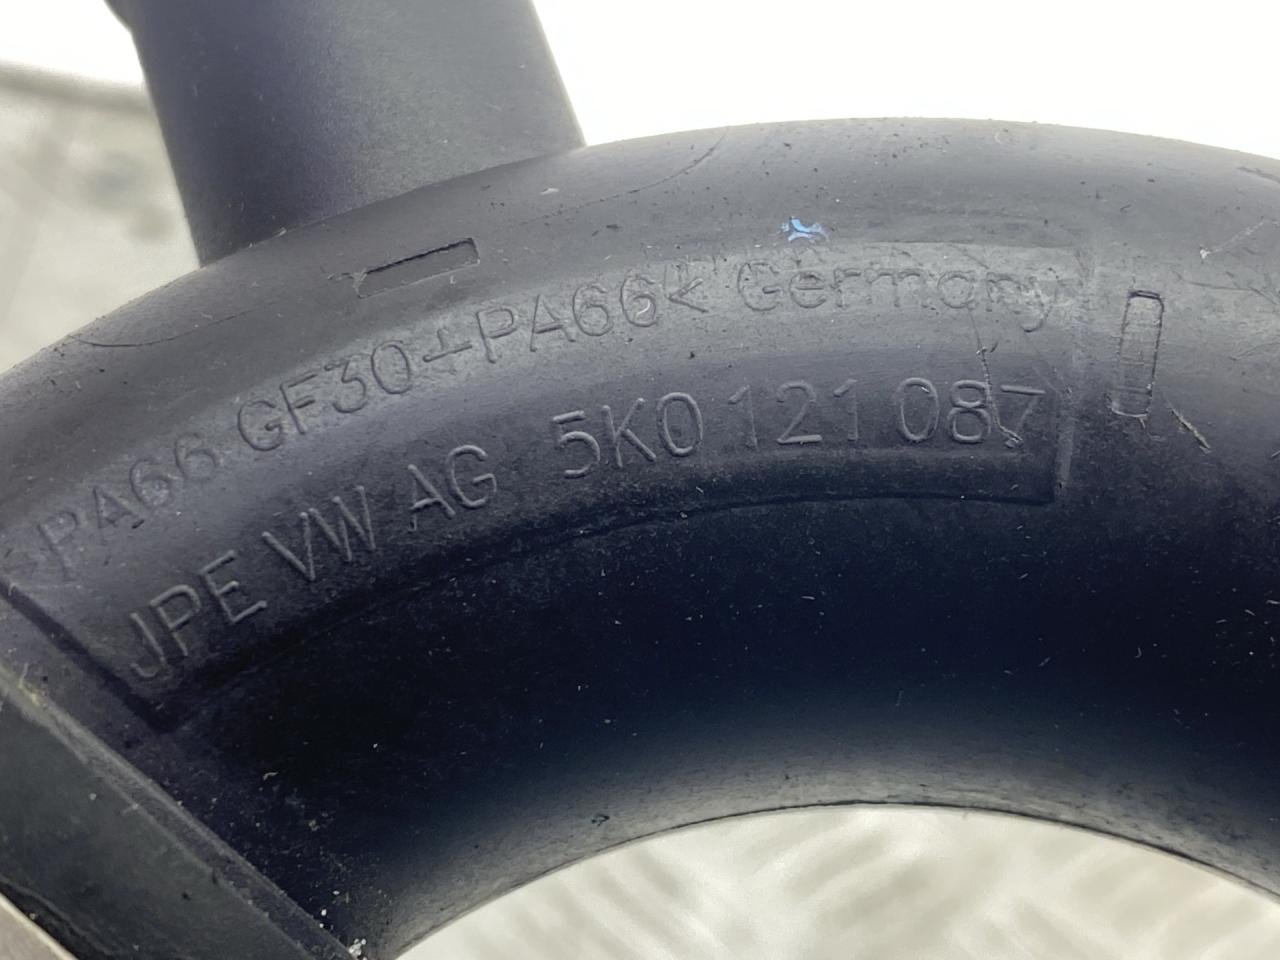 >PA66 GF30+PA66< Germany
JPE VW AG 5K0 121 087